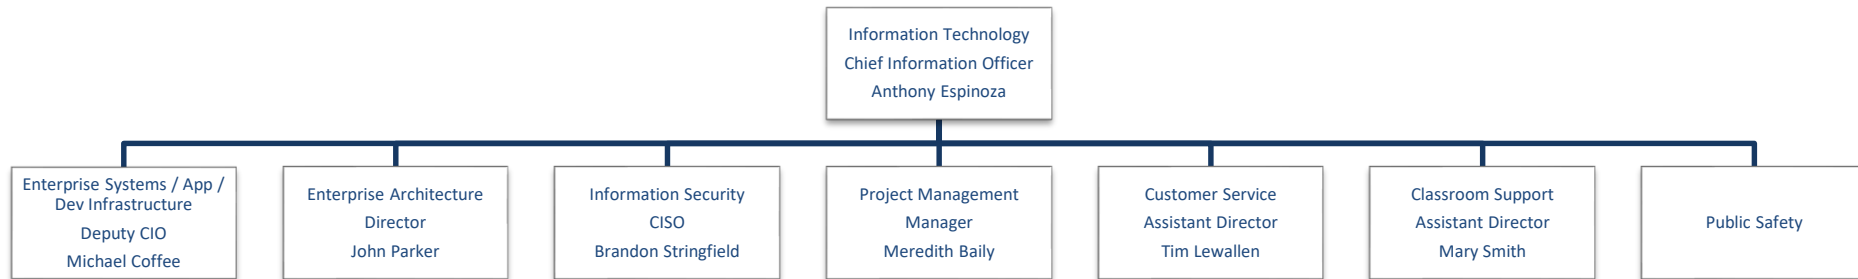 Information Technology
Chief Information Officer
Anthony Espinoza
Enterprise Systems / App /
Dev Infrastructure
Deputy CIO
Michael Coffee
Enterprise Architecture
Director
John Parker
Information Security
CISO
Brandon Stringfield
Project Management
Manager
Meredith Baily
Customer Service
Assistant Director
Tim Lewallen
Classroom Support
Assistant Director
Mary Smith
Public Safety